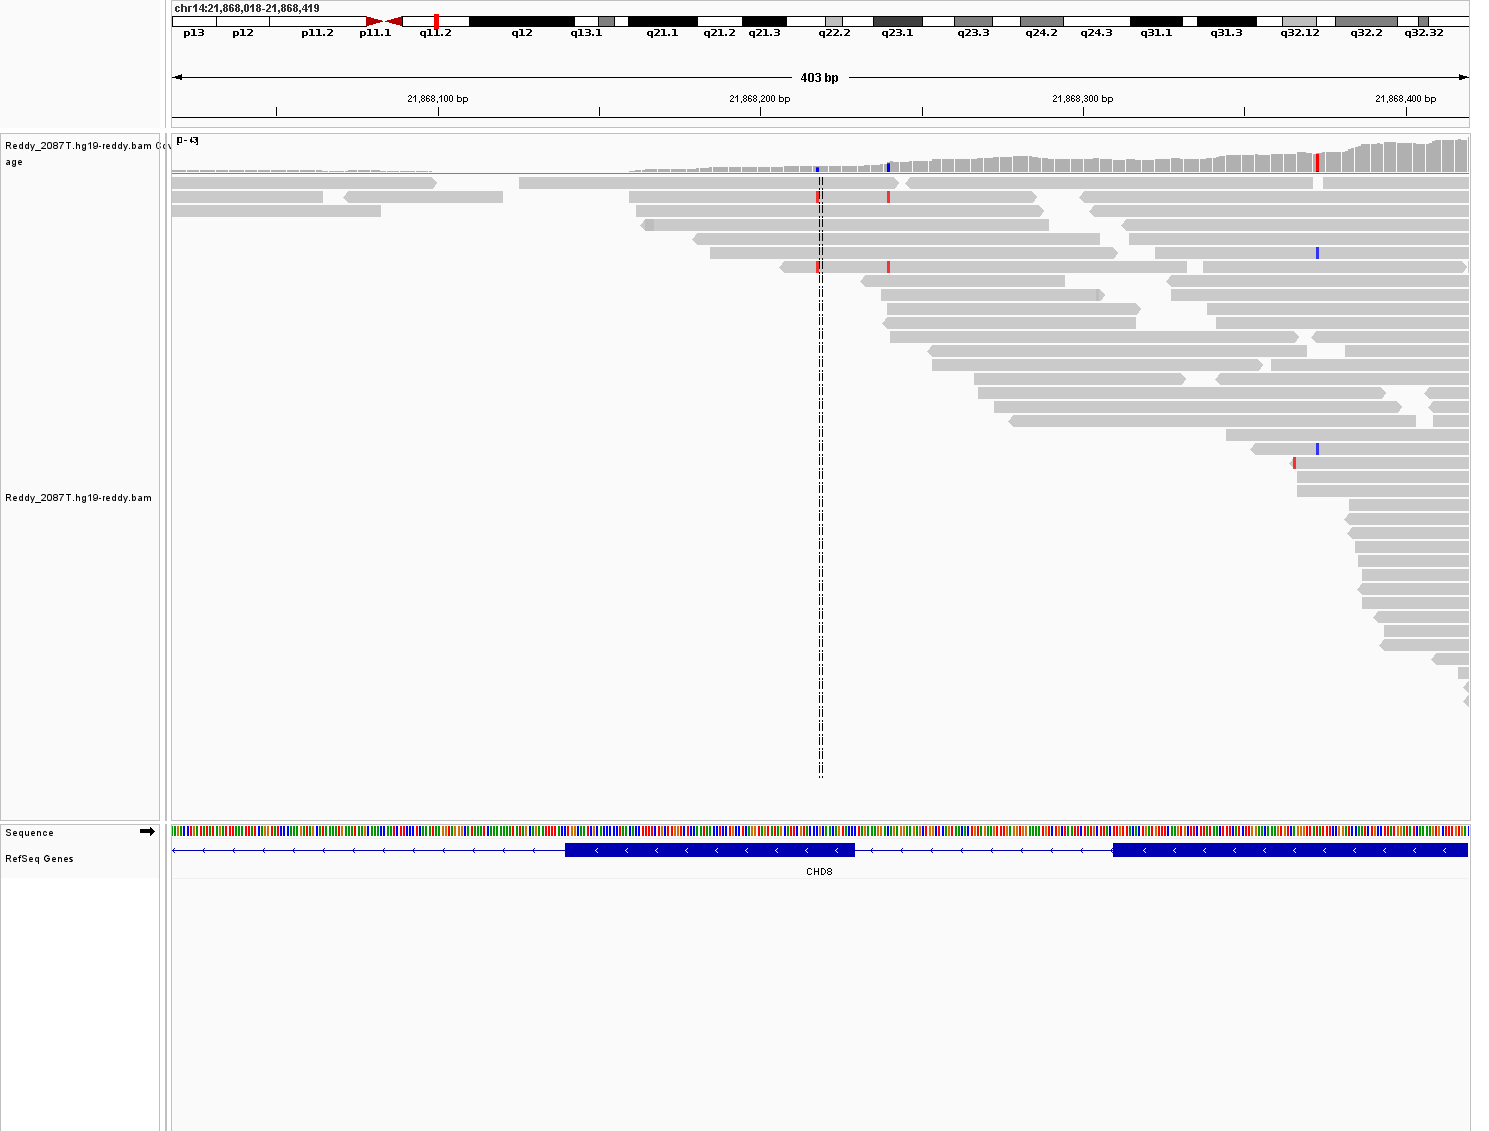 chr14:21,868,018-21,868,419
p13 p12 p11.2 p11.1 q11.2 q12 q13.1 q21.1 q21.2 q21.3 q22.2 q23.1 q23.3 q24.2 q24.3 q31.1 q31.3 q32.12 q32.2 q32.32
403 bp
21,868,100 bp 21,868,200 bp 21,868,300 bp 21,868,400 bp
Reddy_2087T.hg19-reddy.bam Cov
age
[0 - 43]
Reddy_2087T.hg19-reddy.bam
Sequence
RefSeq Genes
CHD8